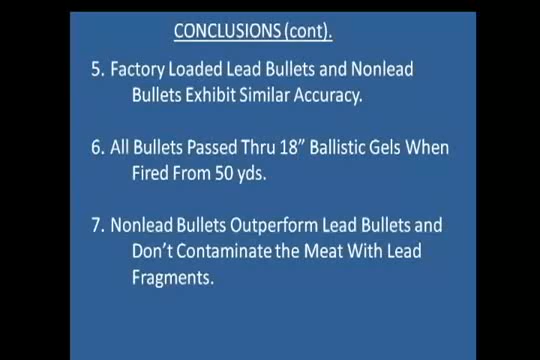 CONCLUSIONS (cont).
5. Factory Loaded Lead Bullets and Nonlead
Bullets Exhibit Similar Accuracy.
6. All Bullets Passed Thru 18” Ballistic Gels When
Fired From 50 yds.
7. Nonlead Bullets Outperform Lead Bullets and
Don’t Contaminate the Meat With Lead
Fragments.